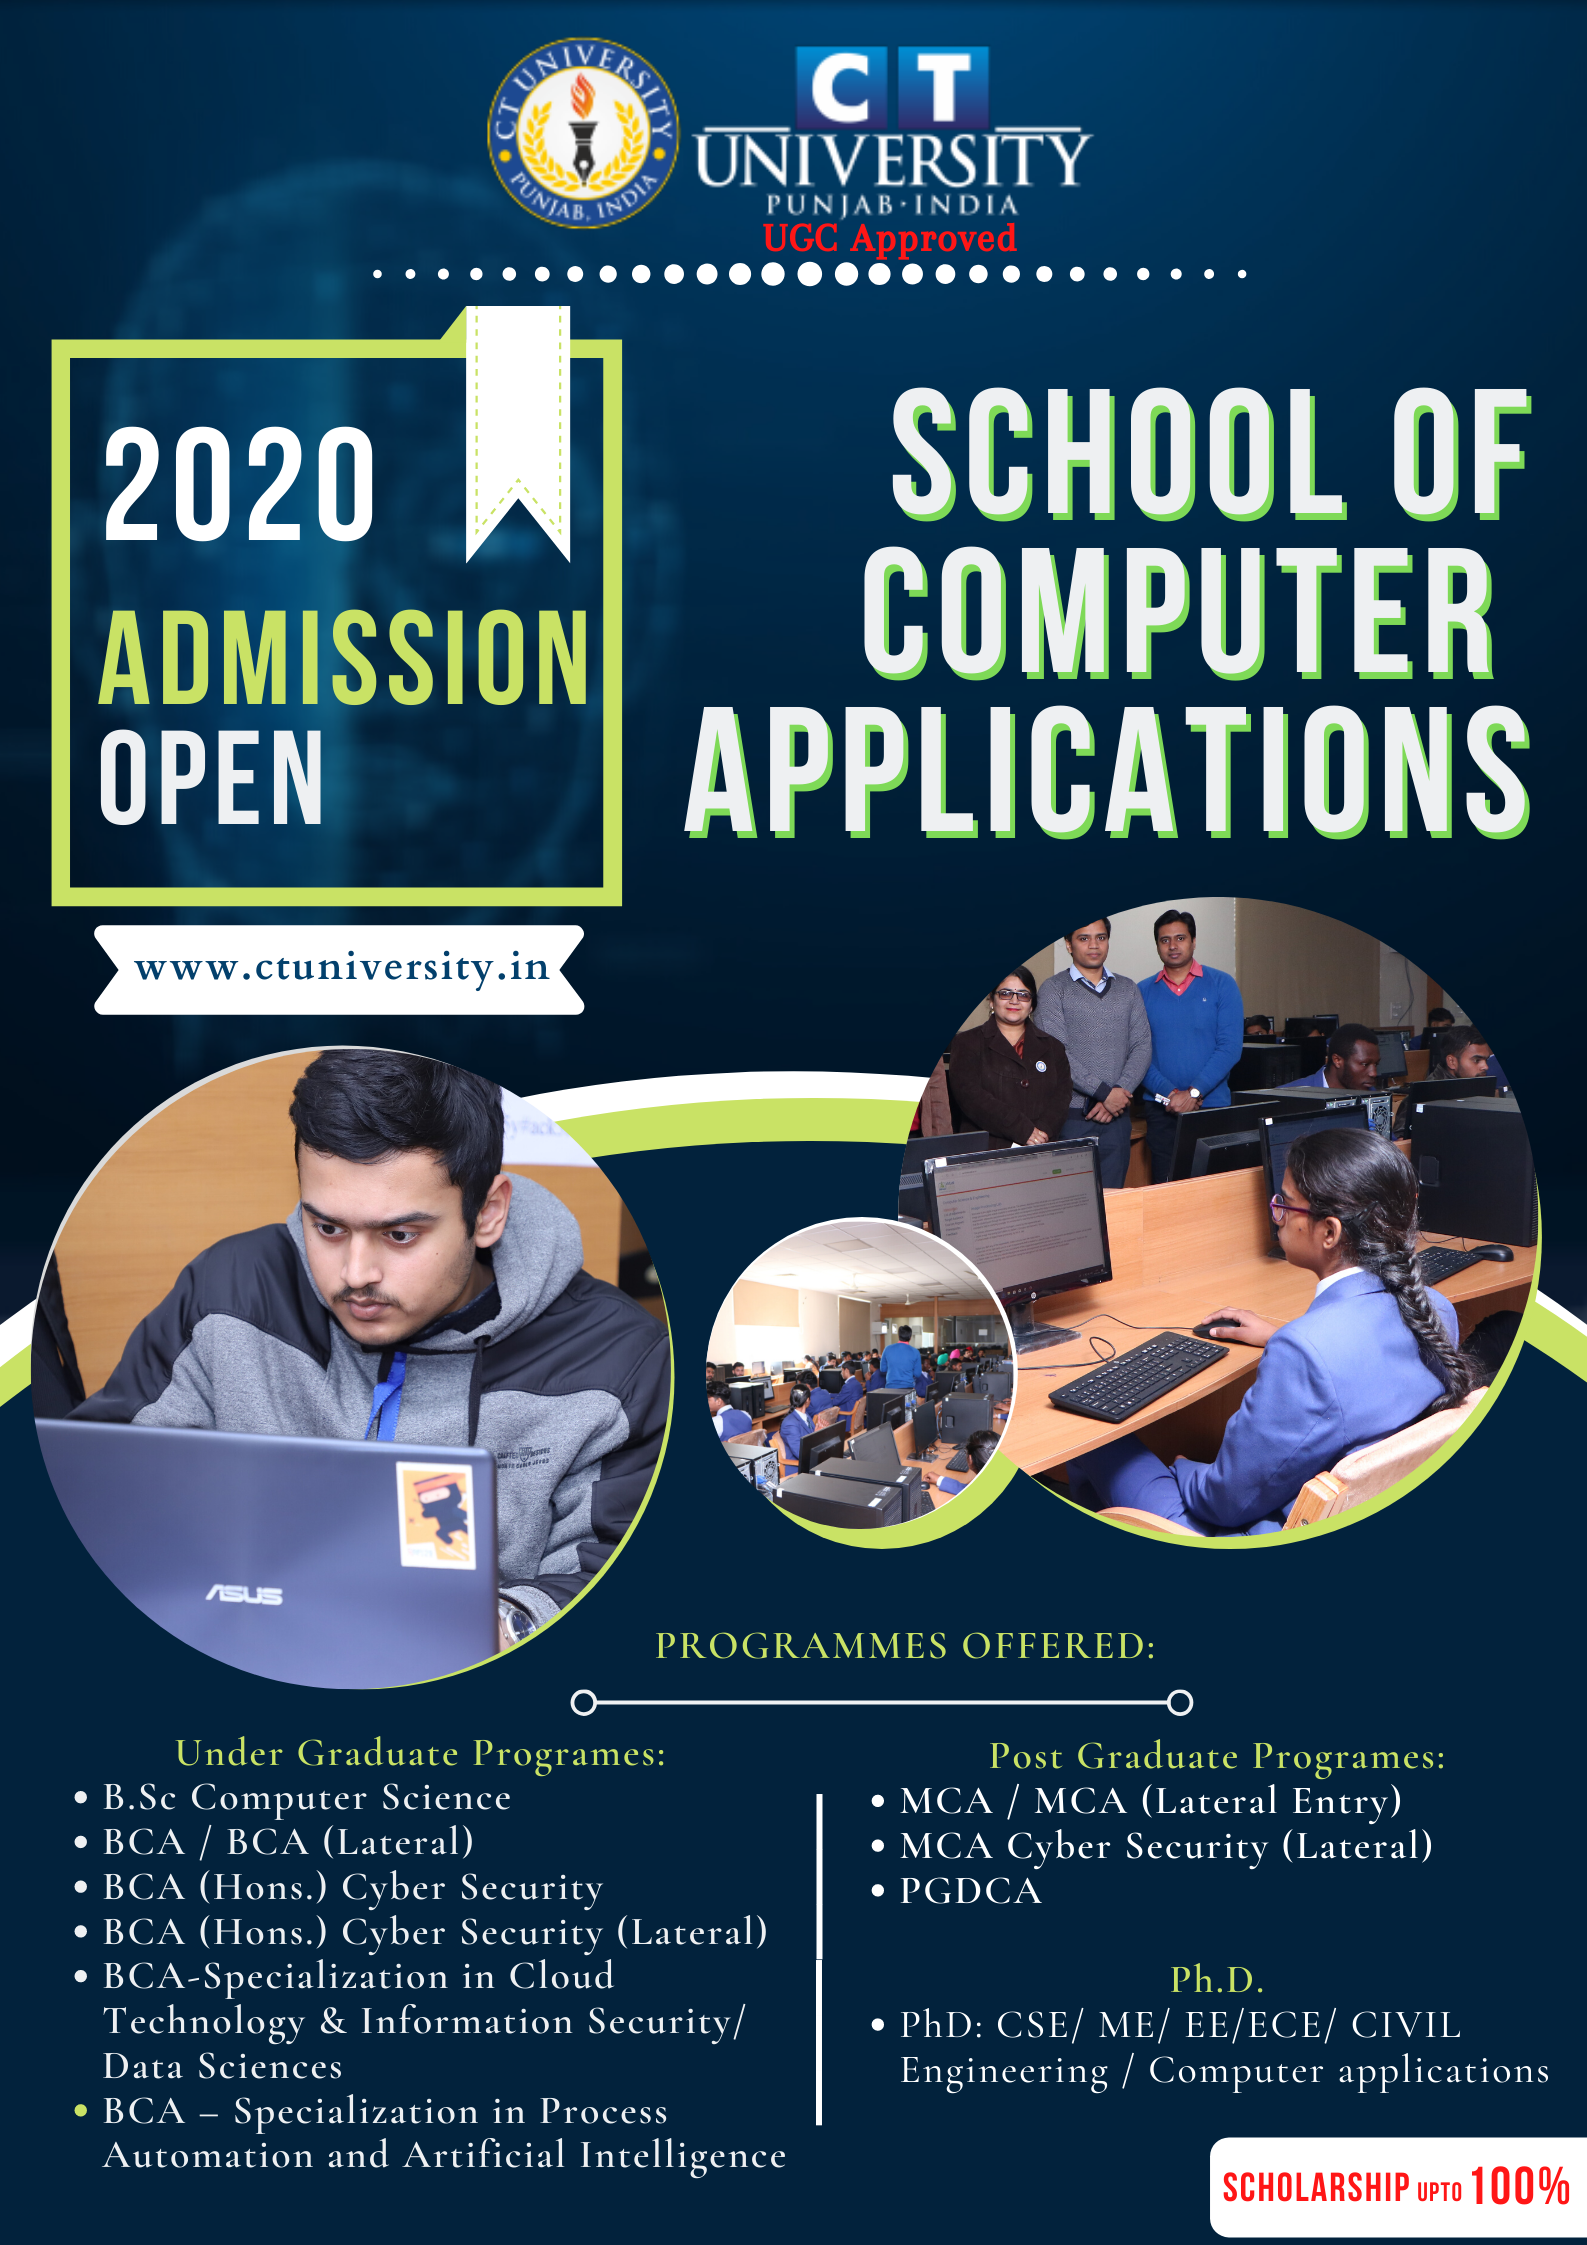 CT UNIVERSITY
PUNJAB, INDIA
C T
UNIVERSITY
PUNJAB·INDIA
UGC Approved
2020
ADMISSION
OPEN
SCHOOL OF
COMPUTER
APPLICATIONS
www.ctuniversity.in
ASUS
PROGRAMMES OFFERED:
Under Graduate Programes:
• B.Sc Computer Science
• BCA / BCA (Lateral)
• BCA (Hons.) Cyber Security
• BCA (Hons.) Cyber Security (Lateral)
• BCA-Specialization in Cloud
Technology & Information Security/
Data Sciences
• BCA – Specialization in Process
Automation and Artificial Intelligence
Post Graduate Programes:
• MCA / MCA (Lateral Entry)
• MCA Cyber Security (Lateral)
• PGDCA
Ph.D.
• PhD: CSE/ ME/ EE/ECE/ CIVIL
Engineering / Computer applications
SCHOLARSHIP UPTO 100%